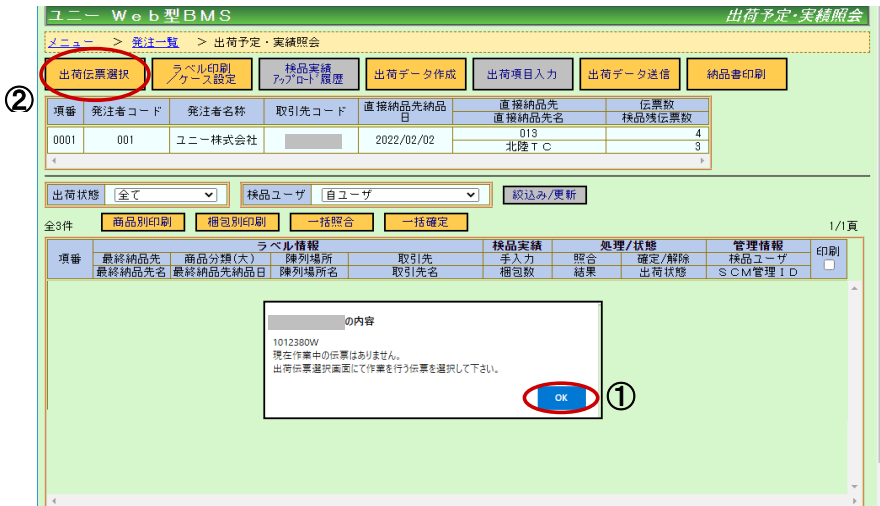 ユニー Ｗｅｂ型ＢＭＳ
出荷予定・実績照会
メニュー ＞ 発注一覧 ＞ 出荷予定・実績照会
②
出荷伝票選択
ラベル印刷
／ケース設定
検品実績
ｱｯﾌﾟﾛｰﾄﾞ履歴
出荷データ作成
出荷項目入力
出荷データ送信
納品書印刷
項番 発注者コード 発注者名称 取引先コード 直接納品先納品日 直接納品先 伝票数
直接納品先名 検品残伝票数
0001 001 ユニー株式会社 2022/02/02 013 4
北陸ＴＣ 3
出荷状態 全て 検品ユーザ 自ユーザ 絞込み/更新
全3件 商品別印刷 梱包別印刷 一括照合 一括確定 1/1頁
項番 ラベル情報 検品実績 処理/状態 管理情報 印刷
最終納品先 商品分類(大) 陳列場所 取引先 手入力 照合 確定/解除 検品ユーザ
最終納品先名 最終納品先納品日 陳列場所名 取引先名 梱包数 結果 出荷状態 ＳＣＭ管理ＩＤ
の内容
1012380W
現在作業中の伝票はありません。
出荷伝票選択画面にて作業を行う伝票を選択して下さい。
OK
①